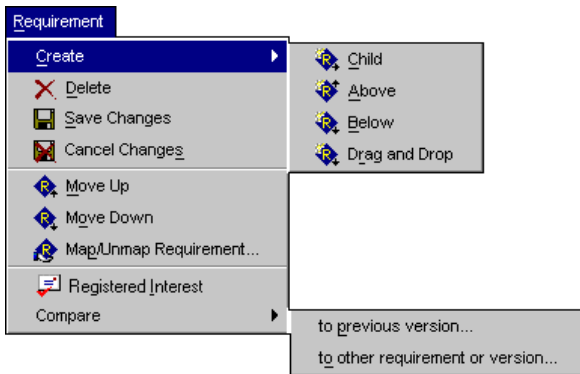 Requirement
Create
Delete
Save Changes
Cancel Changes
Move Up
Move Down
Map/Unmap Requirement...
Registered Interest
Compare
Child
Above
Below
Drag and Drop
to previous version...
to other requirement or version...